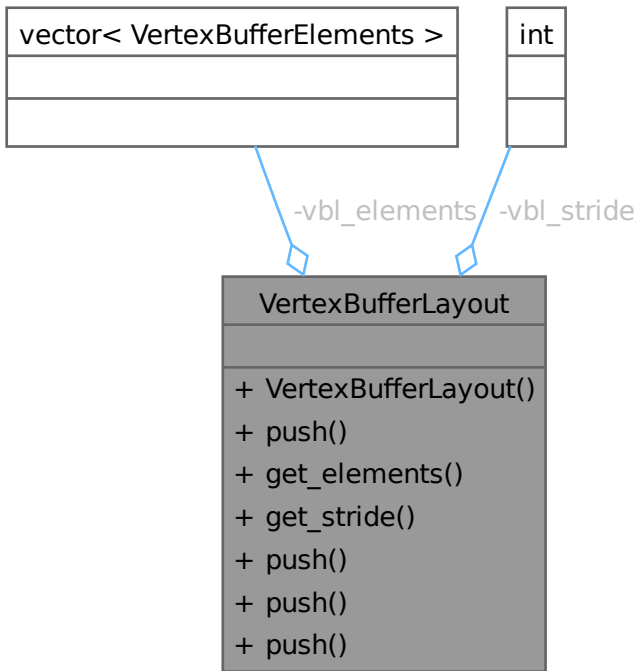 vector< VertexBufferElements >
int
-vbl_elements
-vbl_stride
VertexBufferLayout
+ VertexBufferLayout()
+ push()
+ get_elements()
+ get_stride()
+ push()
+ push()
+ push()